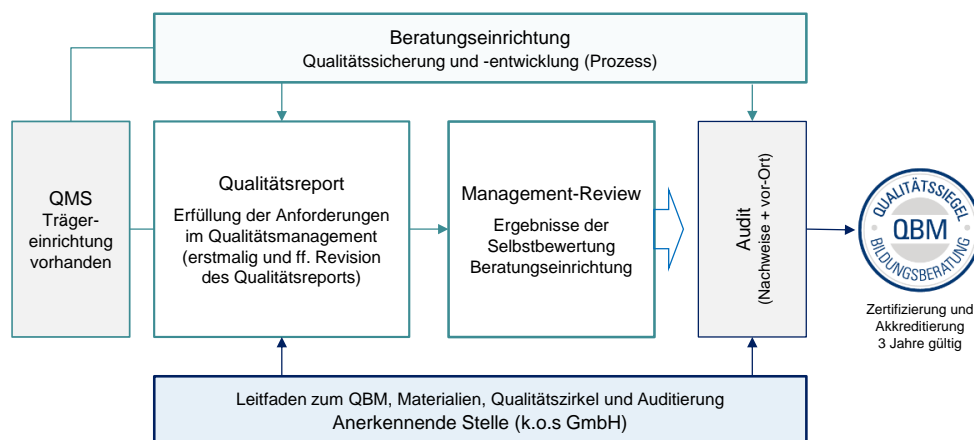 Beratungseinrichtung
Qualitätssicherung und -entwicklung (Prozess)
QMS
Träger-
einrichtung
vorhanden
Qualitätsreport
Erfüllung der Anforderungen
im Qualitätsmanagement
(erstmalig und ff. Revision
des Qualitätsreports)
Management-Review
Ergebnisse der
Selbstbewertung
Beratungseinrichtung
Audit
(Nachweise + vor-Ort)
QUALITÄTSSIEGEL
QBM
BILDUNGSBERATUNG
Zertifizierung und
Akkreditierung
3 Jahre gültig
Leitfaden zum QBM, Materialien, Qualitätszirkel und Auditierung
Anerkennende Stelle (k.o.s GmbH)